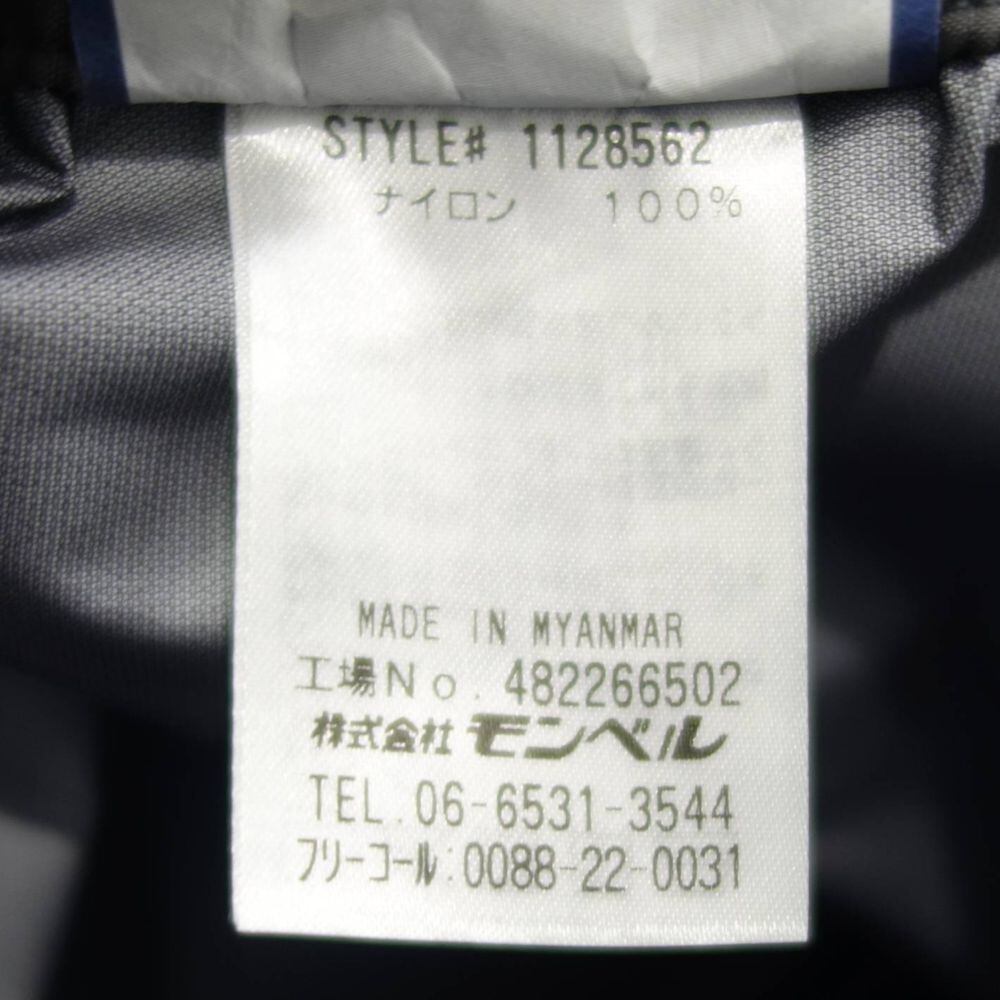 STYLE# 1128562
ナイロン 100%
MADE IN MYANMAR
工場No. 482266502
株式会社 モンベル
TEL.06-6531-3544
フリーコール:0088-22-0031